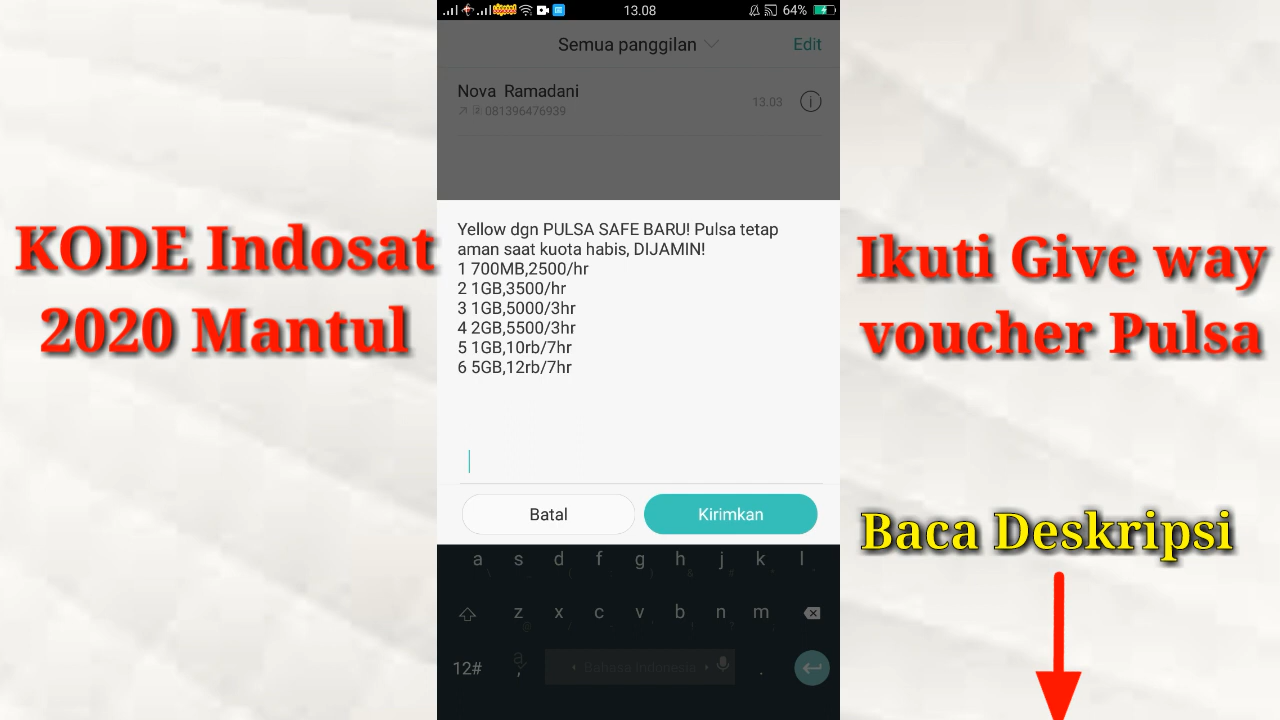 13.08
64%
Semua panggilan
Edit
Nova Ramadani
081396476939
13.03
KODE Indosat
2020 Mantul
Yellow dgn PULSA SAFE BARU! Pulsa tetap
aman saat kuota habis, DIJAMIN!
1 700MB,2500/hr
2 1GB,3500/hr
3 1GB,5000/3hr
4 2GB,5500/3hr
5 1GB,10rb/7hr
6 5GB,12rb/7hr
Batal
Kirimkan
Ikuti Give way
voucher Pulsa
Baca Deskripsi
a s d f g h j k l
z x c v b n m
12#
Bahasa Indonesia